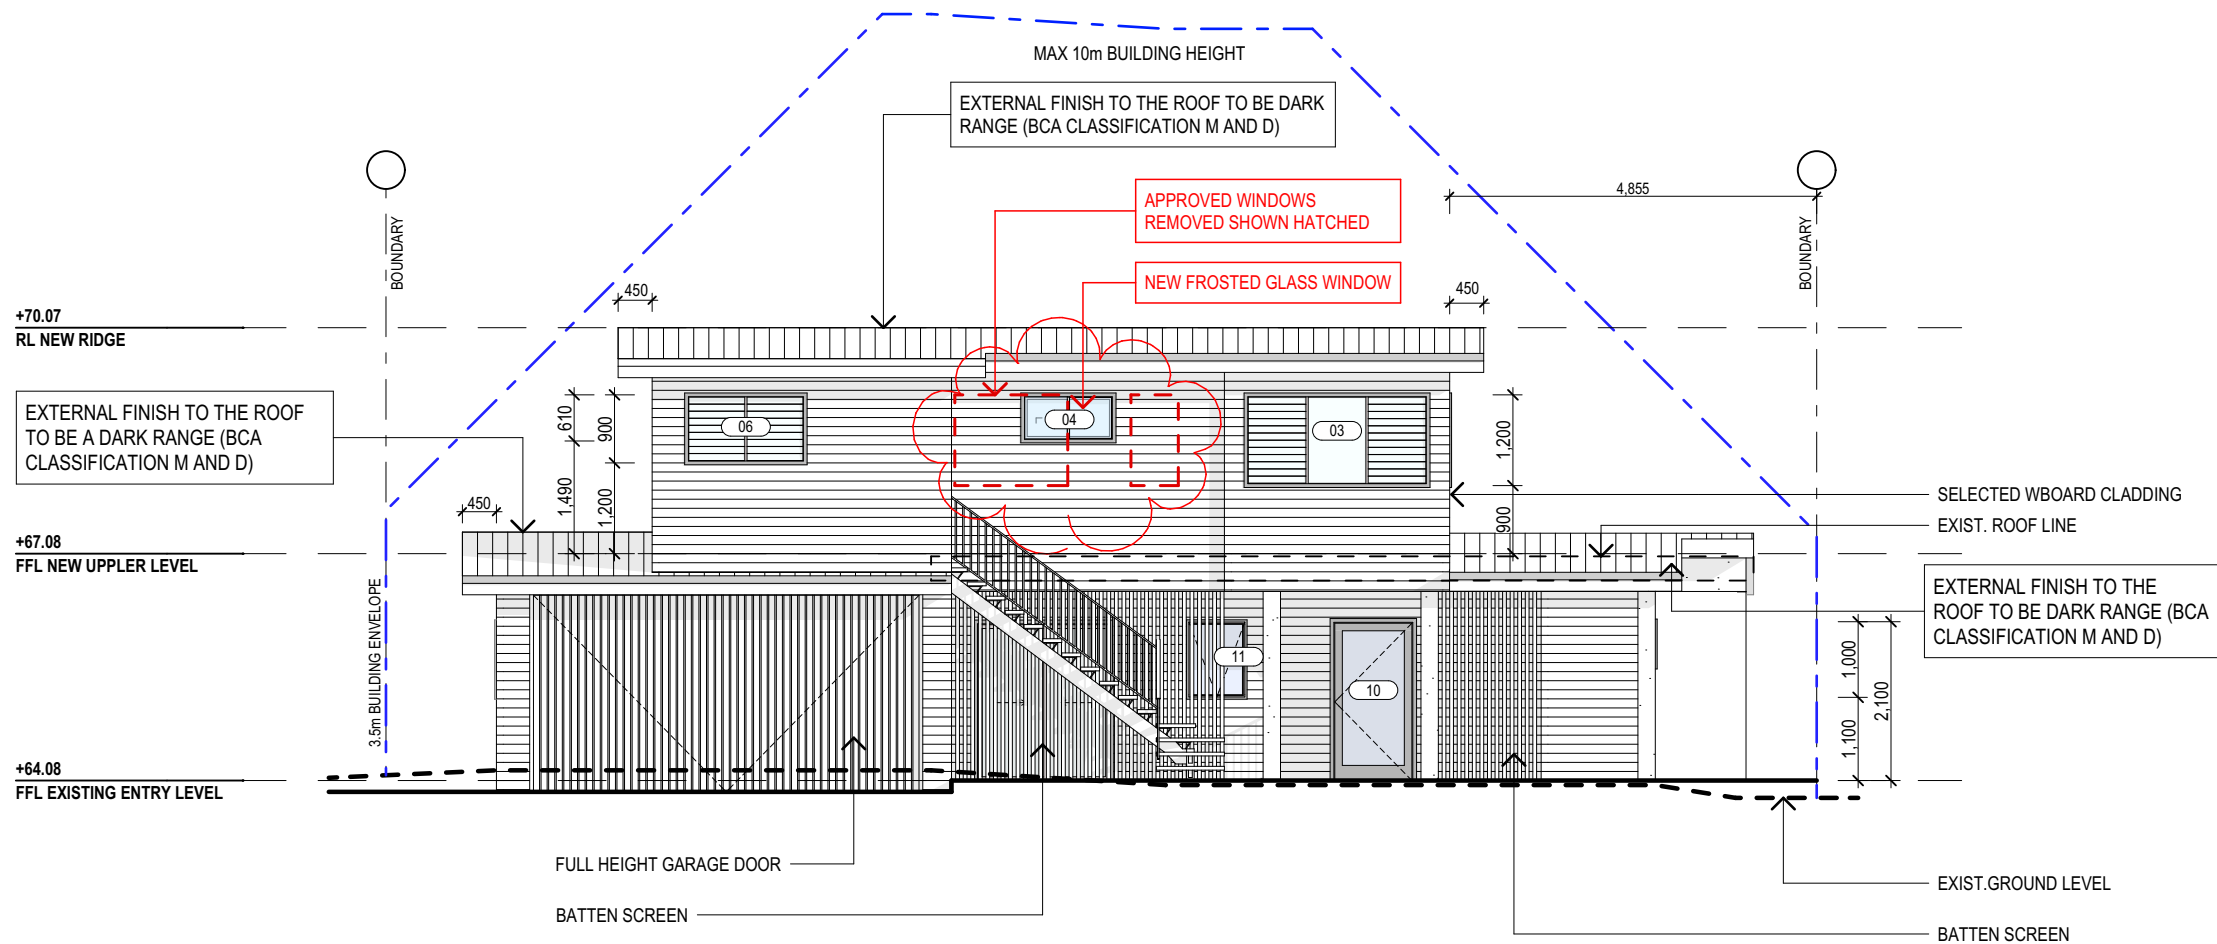 MAX 10m BUILDING HEIGHT
EXTERNAL FINISH TO THE ROOF TO BE DARK
RANGE (BCA CLASSIFICATION M AND D)
APPROVED WINDOWS
REMOVED SHOWN HATCHED
NEW FROSTED GLASS WINDOW
4,855
BOUNDARY
BOUNDARY
450
450
+70.07
RL NEW RIDGE
EXTERNAL FINISH TO THE ROOF
TO BE A DARK RANGE (BCA
CLASSIFICATION M AND D)
610
900
1,490
1,200
450
06
04
03
1,200
900
SELECTED WBOARD CLADDING
EXIST. ROOF LINE
+67.08
FFL NEW UPPLER LEVEL
EXTERNAL FINISH TO THE
ROOF TO BE DARK RANGE (BCA
CLASSIFICATION M AND D)
3.5m BUILDING ENVELOPE
11
10
1,000
1,100
2,100
+64.08
FFL EXISTING ENTRY LEVEL
FULL HEIGHT GARAGE DOOR
BATTEN SCREEN
EXIST.GROUND LEVEL
BATTEN SCREEN